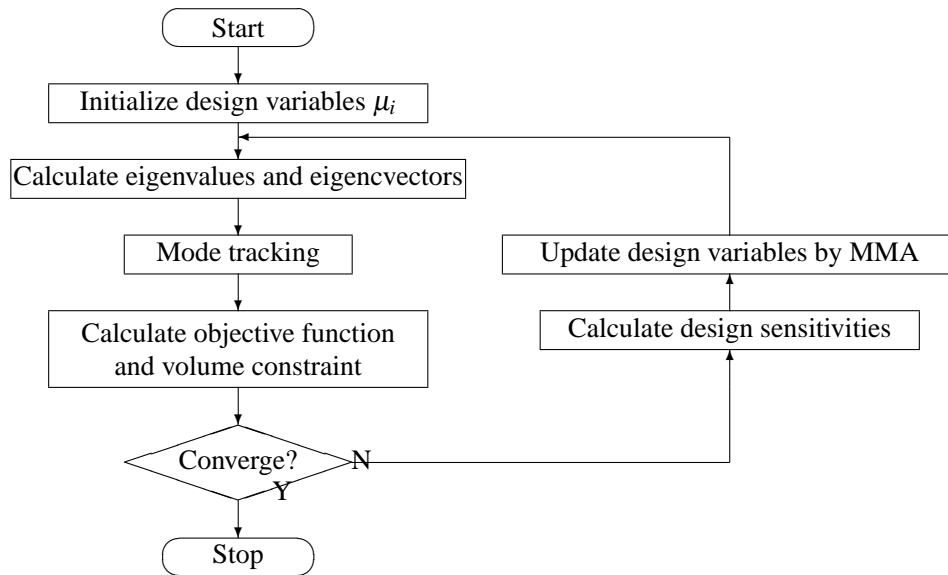 Start
Initialize design variables μi
Calculate eigenvalues and eigencvectors
Mode tracking
Calculate objective function
and volume constraint
Converge?
N
Y
Stop
Calculate design sensitivities
Update design variables by MMA